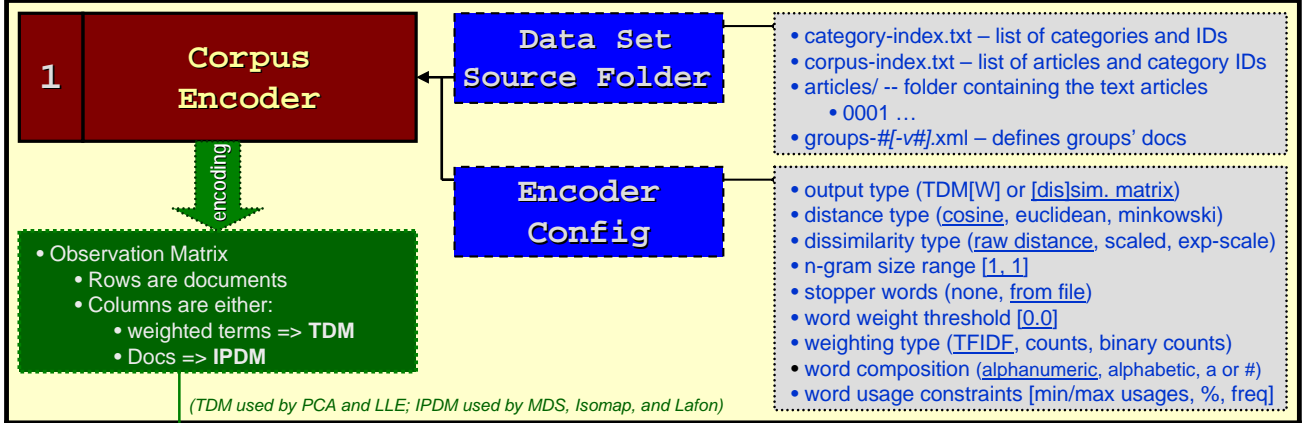 1
Corpus
Encoder
Data Set
Source Folder
• category-index.txt – list of categories and IDs
• corpus-index.txt – list of articles and category IDs
• articles/ -- folder containing the text articles
• 0001 …
• groups-#[-v#].xml – defines groups' docs
encoding
Encoder
Config
• output type (TDM[W] or [dis]sim. matrix)
• distance type (cosine, euclidean, minkowski)
• dissimilarity type (raw distance, scaled, exp-scale)
• n-gram size range [1, 1]
• stopper words (none, from file)
• word weight threshold [0.0]
• weighting type (TFIDF, counts, binary counts)
• word composition (alphanumeric, alphabetic, a or #)
• word usage constraints [min/max usages, %, freq]
• Observation Matrix
• Rows are documents
• Columns are either:
• weighted terms => TDM
• Docs => IPDM
(TDM used by PCA and LLE; IPDM used by MDS, Isomap, and Lafon)